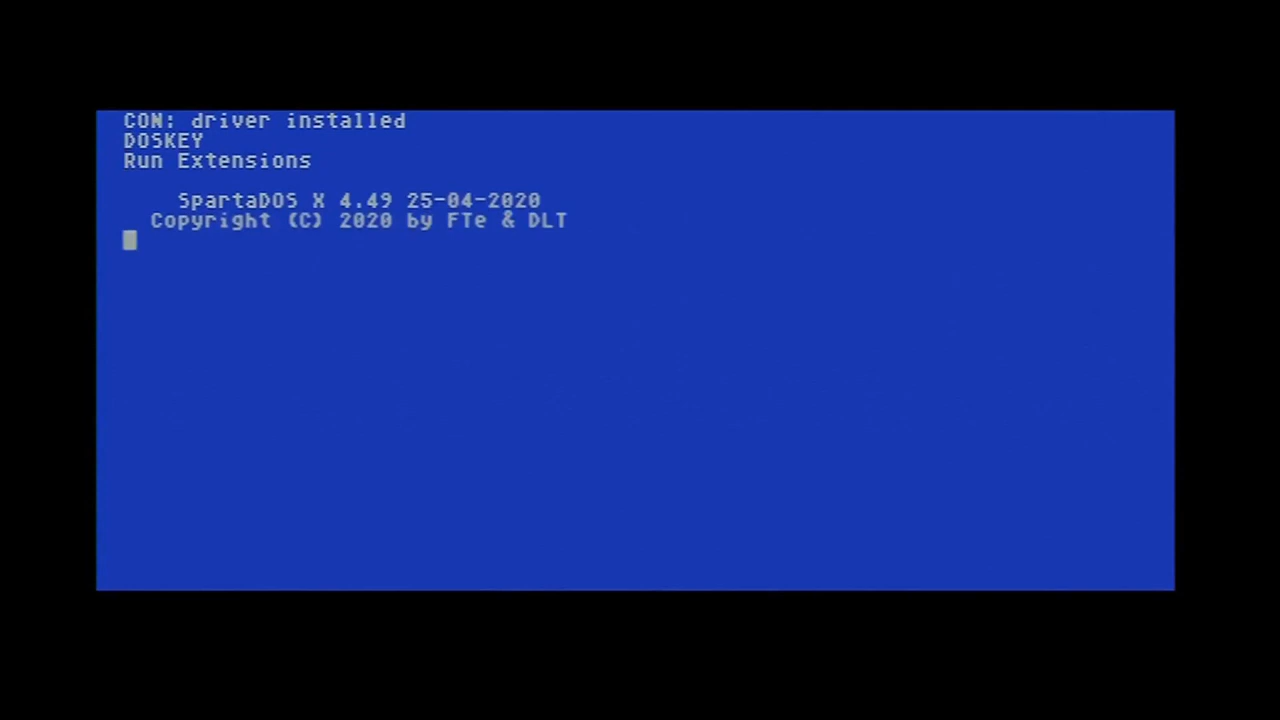 CON: driver installed
DOSKEY
Run Extensions
SpartaDOS X 4.49 25-04-2020
Copyright (C) 2020 by FTe & DLT